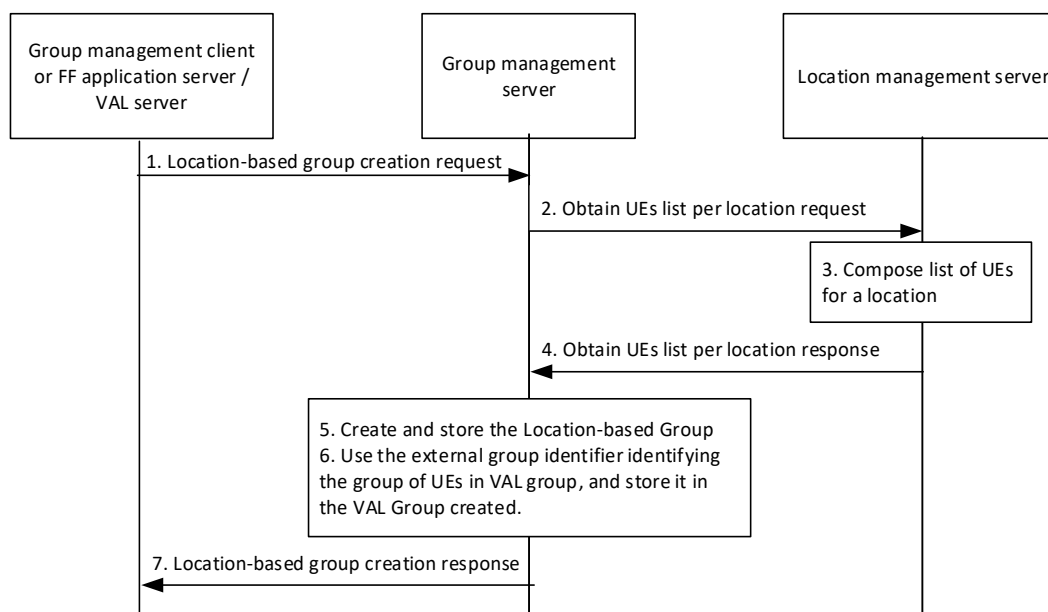 Group management client
or FF application server /
VAL server
Group management
server
Location management server
1. Location-based group creation request
2. Obtain UEs list per location request
3. Compose list of UEs
for a location
4. Obtain UEs list per location response
5. Create and store the Location-based Group
6. Use the external group identifier identifying
the group of UEs in VAL group, and store it in
the VAL Group created.
7. Location-based group creation response